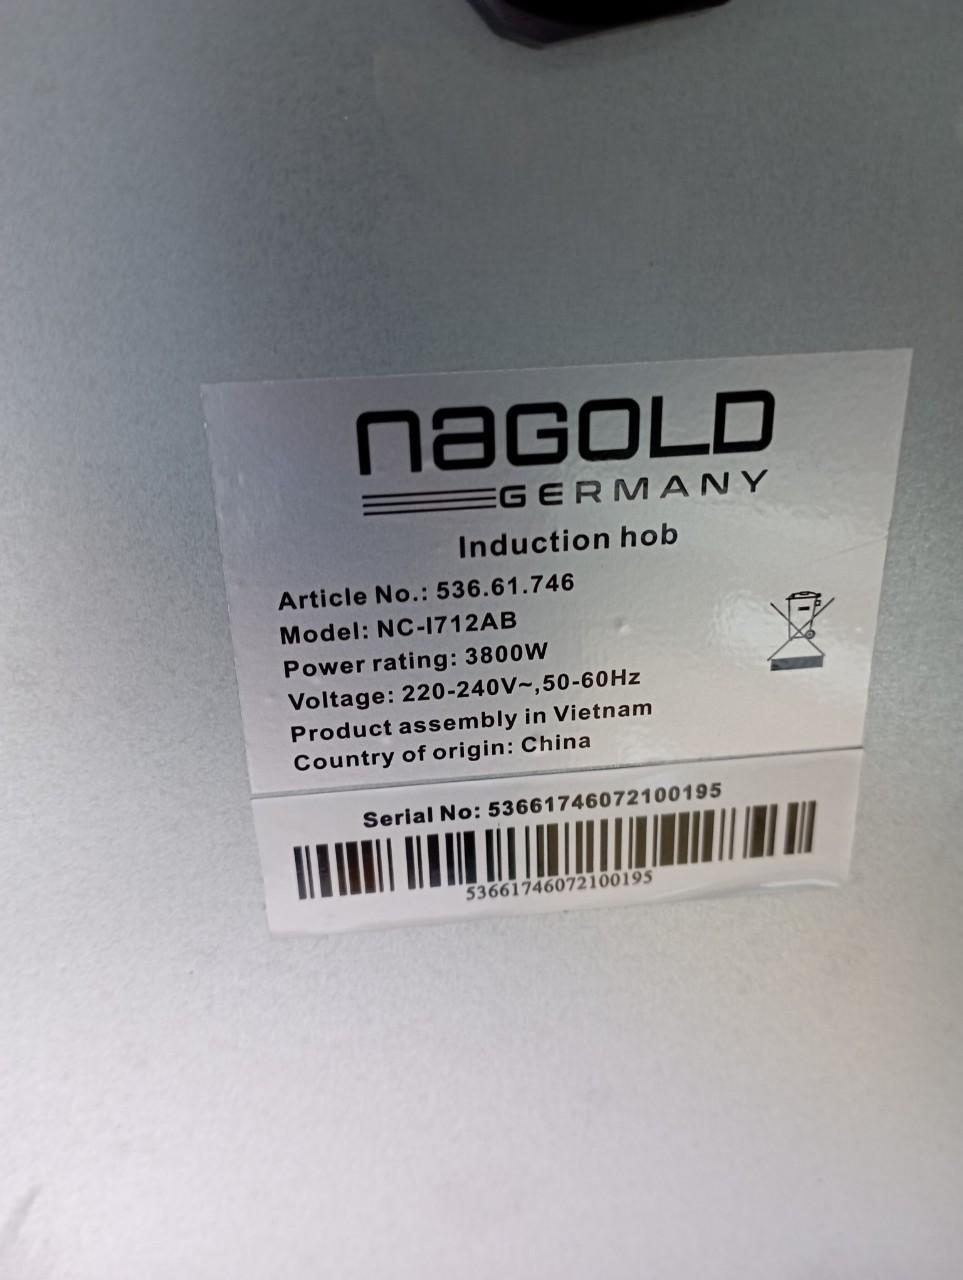 naGOLD
GERMANY
Induction hob
Article No.: 536.61.746
Model: NC-I712AB
Power rating: 3800W
Voltage: 220-240V~,50-60Hz
Product assembly in Vietnam
Country of origin: China
Serial No: 53661746072100195
53661746072100195